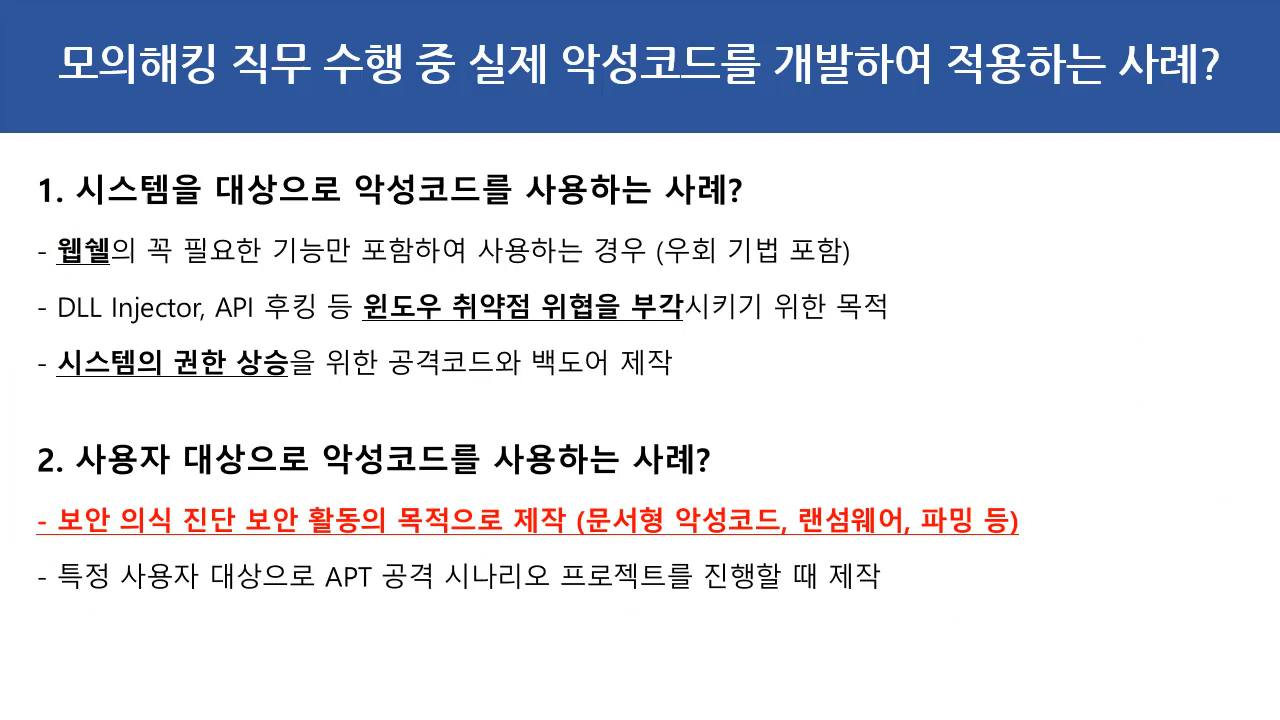 모의해킹 직무 수행 중 실제 악성코드를 개발하여 적용하는 사례?
1. 시스템을 대상으로 악성코드를 사용하는 사례?
- 웹쉘의 꼭 필요한 기능만 포함하여 사용하는 경우 (우회 기법 포함)
- DLL Injector, API 후킹 등 윈도우 취약점 위협을 부각시키기 위한 목적
- 시스템의 권한 상승을 위한 공격코드와 백도어 제작
2. 사용자 대상으로 악성코드를 사용하는 사례?
- 보안 의식 진단 보안 활동의 목적으로 제작 (문서형 악성코드, 랜섬웨어, 파밍 등)
- 특정 사용자 대상으로 APT 공격 시나리오 프로젝트를 진행할 때 제작